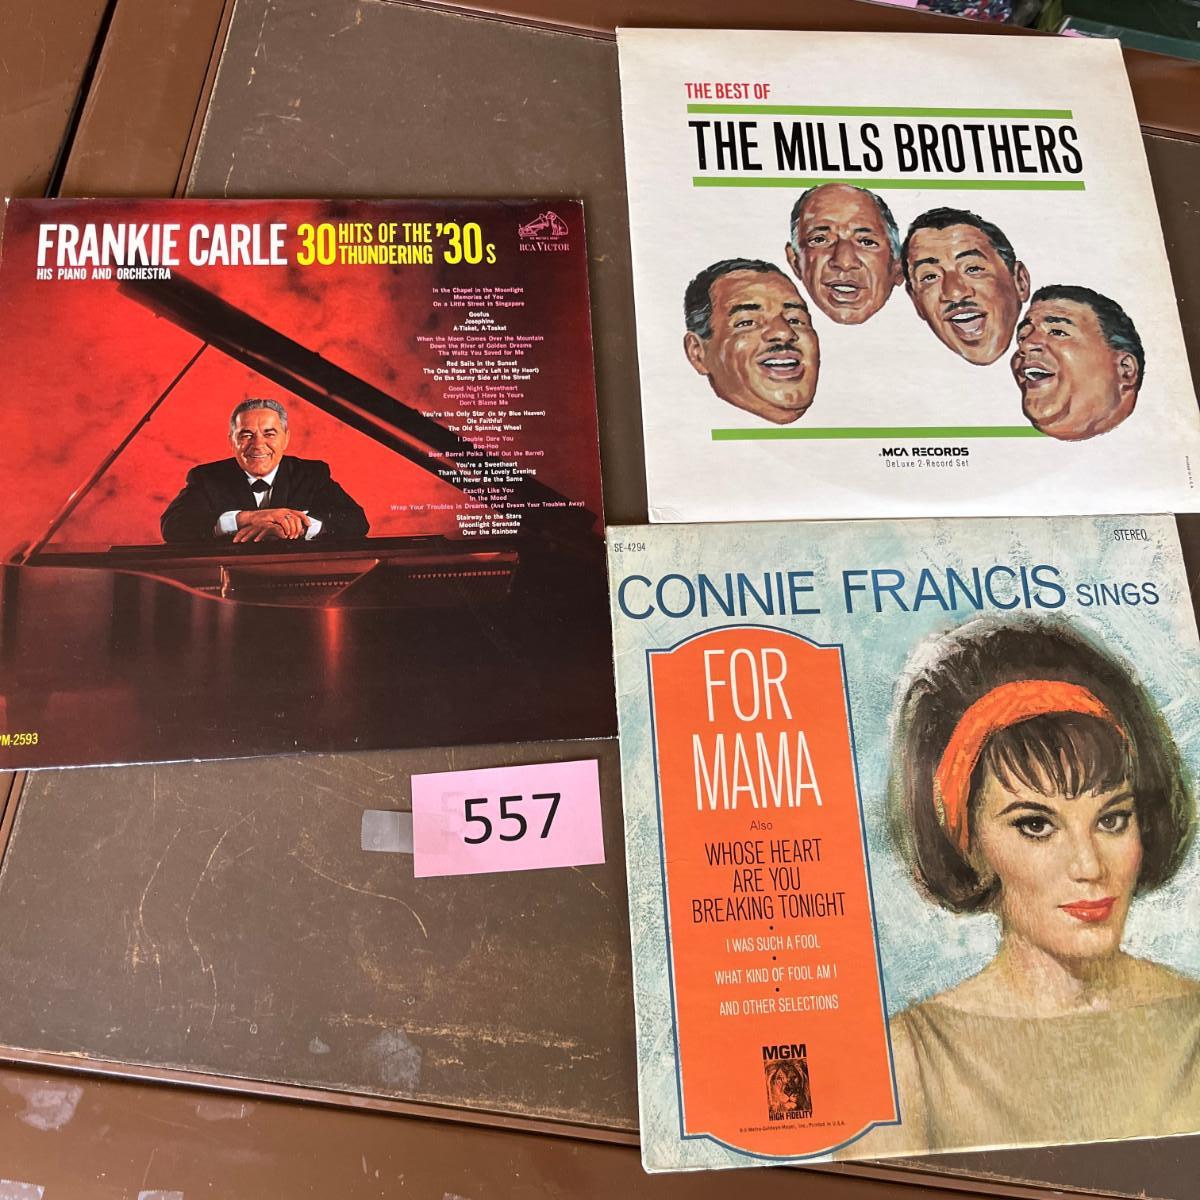 FRANKIE CARLE 30 HITS OF THE THUNDERING '30s
HIS PIANO AND ORCHESTRA
RCA VICTOR
In the Chapel in the Moonlight
Memories of You
On a Little Street in Singapore
Goofus
Josephine
A-Tisket, A-Tasket
When the Moon Comes Over the Mountain
Down the River of Golden Dreams
The Waltz You Saved for Me
Red Sails in the Sunset
The One Rose (That's Left in My Heart)
On the Sunny Side of the Street
Good Night Sweetheart
Everything I Have Is Yours
Don't Blame Me
You're the Only Star (In My Blue Heaven)
Ole Faithful
The Old Spinning Wheel
I Double Dare You
Boo-Hoo
Beer Barrel Polka (Roll Out the Barrel)
You're a Sweetheart
Thank You for a Lovely Evening
I'll Never Be the Same
Exactly Like You
In the Mood
Wrap Your Troubles in Dreams (And Dream Your Troubles Away)
Stairway to the Stars
Moonlight Serenade
Over the Rainbow
PM-2593
THE BEST OF
THE MILLS BROTHERS
MCA RECORDS
DeLuxe 2-Record Set
557
SE-4294
STEREO
CONNIE FRANCIS SINGS
FOR
MAMA
Also
WHOSE HEART
ARE YOU
BREAKING TONIGHT
•
I WAS SUCH A FOOL
•
WHAT KIND OF FOOL AM I
•
AND OTHER SELECTIONS
MGM
HIGH FIDELITY
Metro-Goldwyn-Mayer, Inc./Printed in U.S.A.